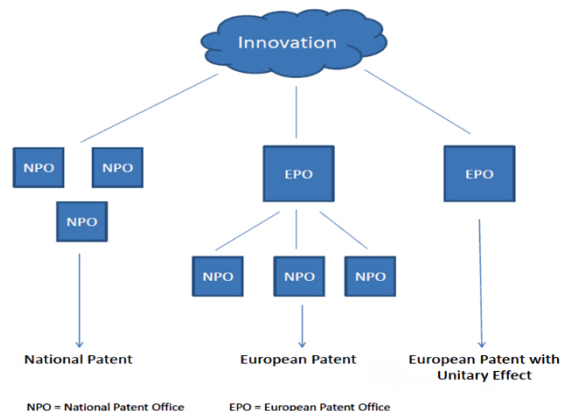 Innovation
NPO
NPO
EPO
EPO
NPO
NPO
NPO
NPO
National Patent
European Patent
European Patent with
Unitary Effect
NPO = National Patent Office
EPO = European Patent Office